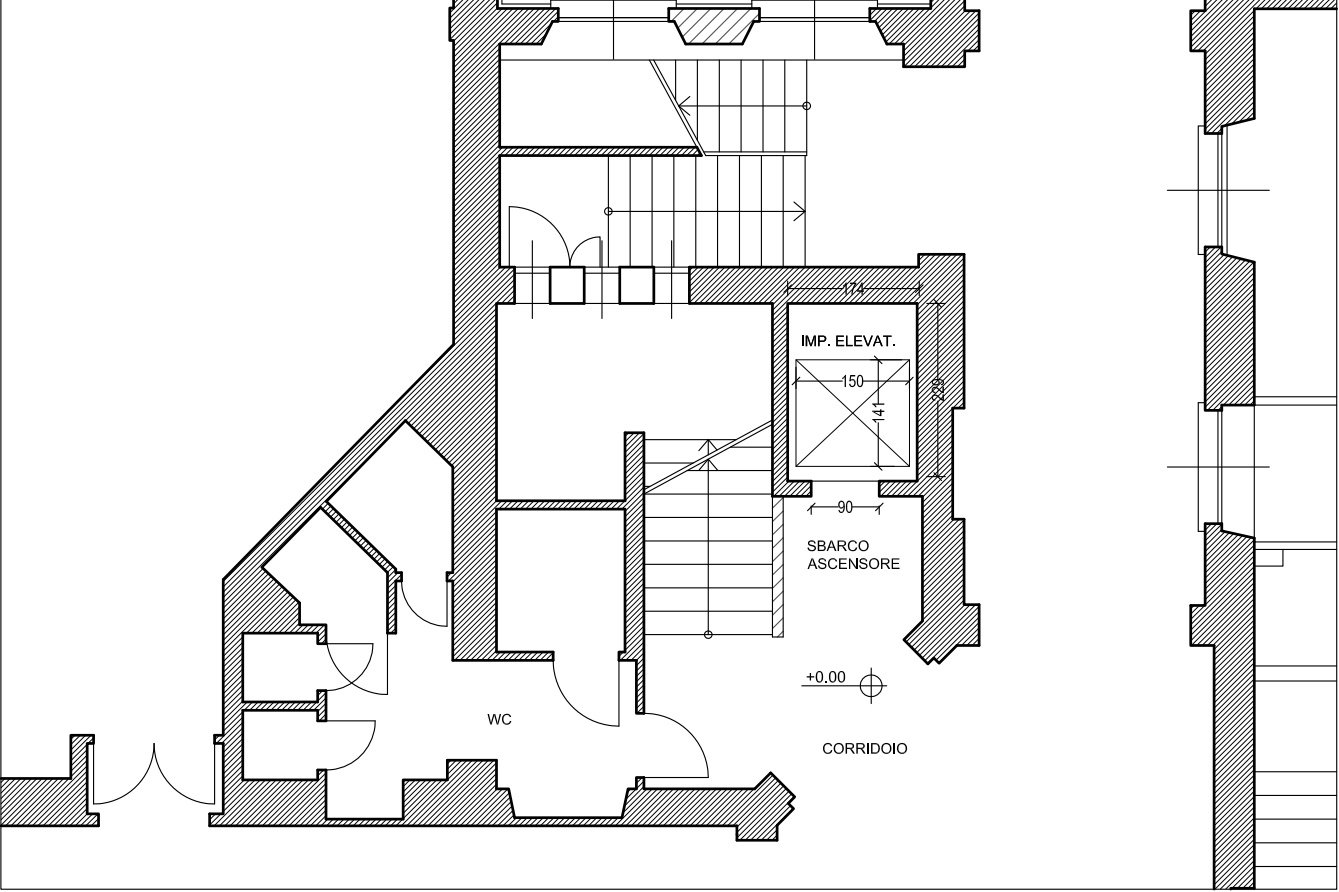 174
IMP. ELEVAT.
150
141
229
90
SBARCO
ASCENSORE
+0.00
WC
CORRIDOIO